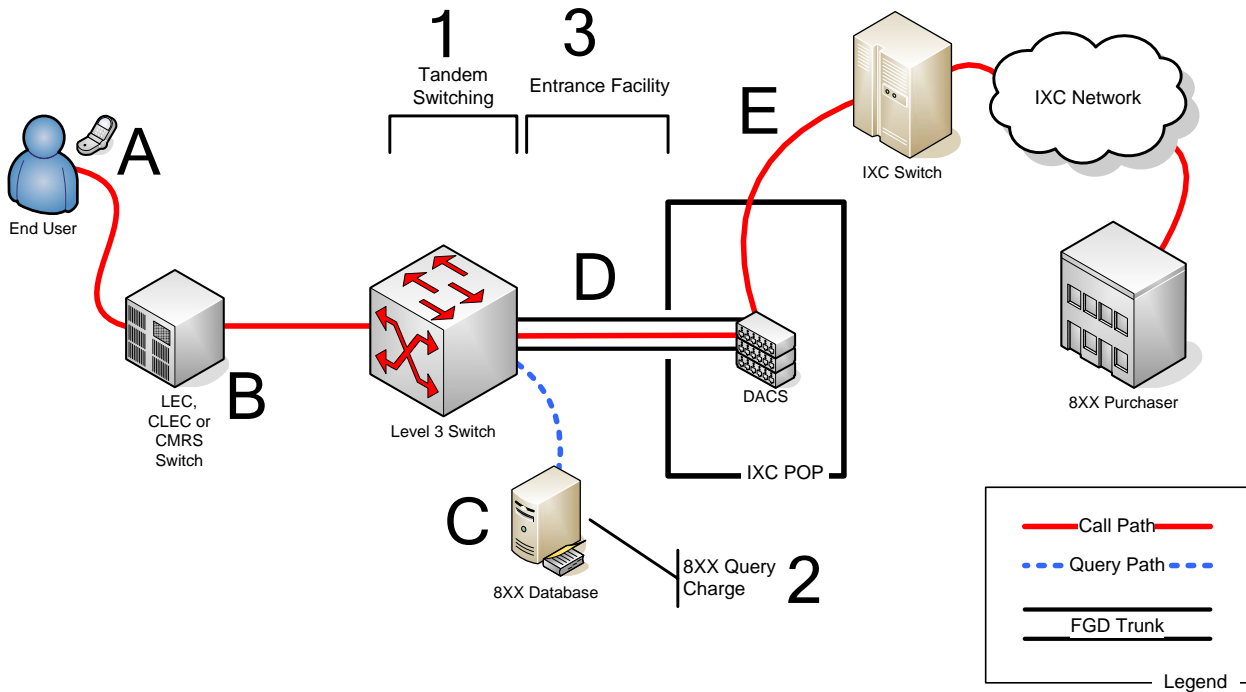 1
3
Tandem
Switching
Entrance Facility
A
End User
E
IXC Switch
IXC Network
8XX Purchaser
B
LEC,
CLEC or
CMRS
Switch
Level 3 Switch
D
DACS
IXC POP
C
8XX Database
8XX Query
Charge
2
Call Path
Query Path
FGD Trunk
Legend